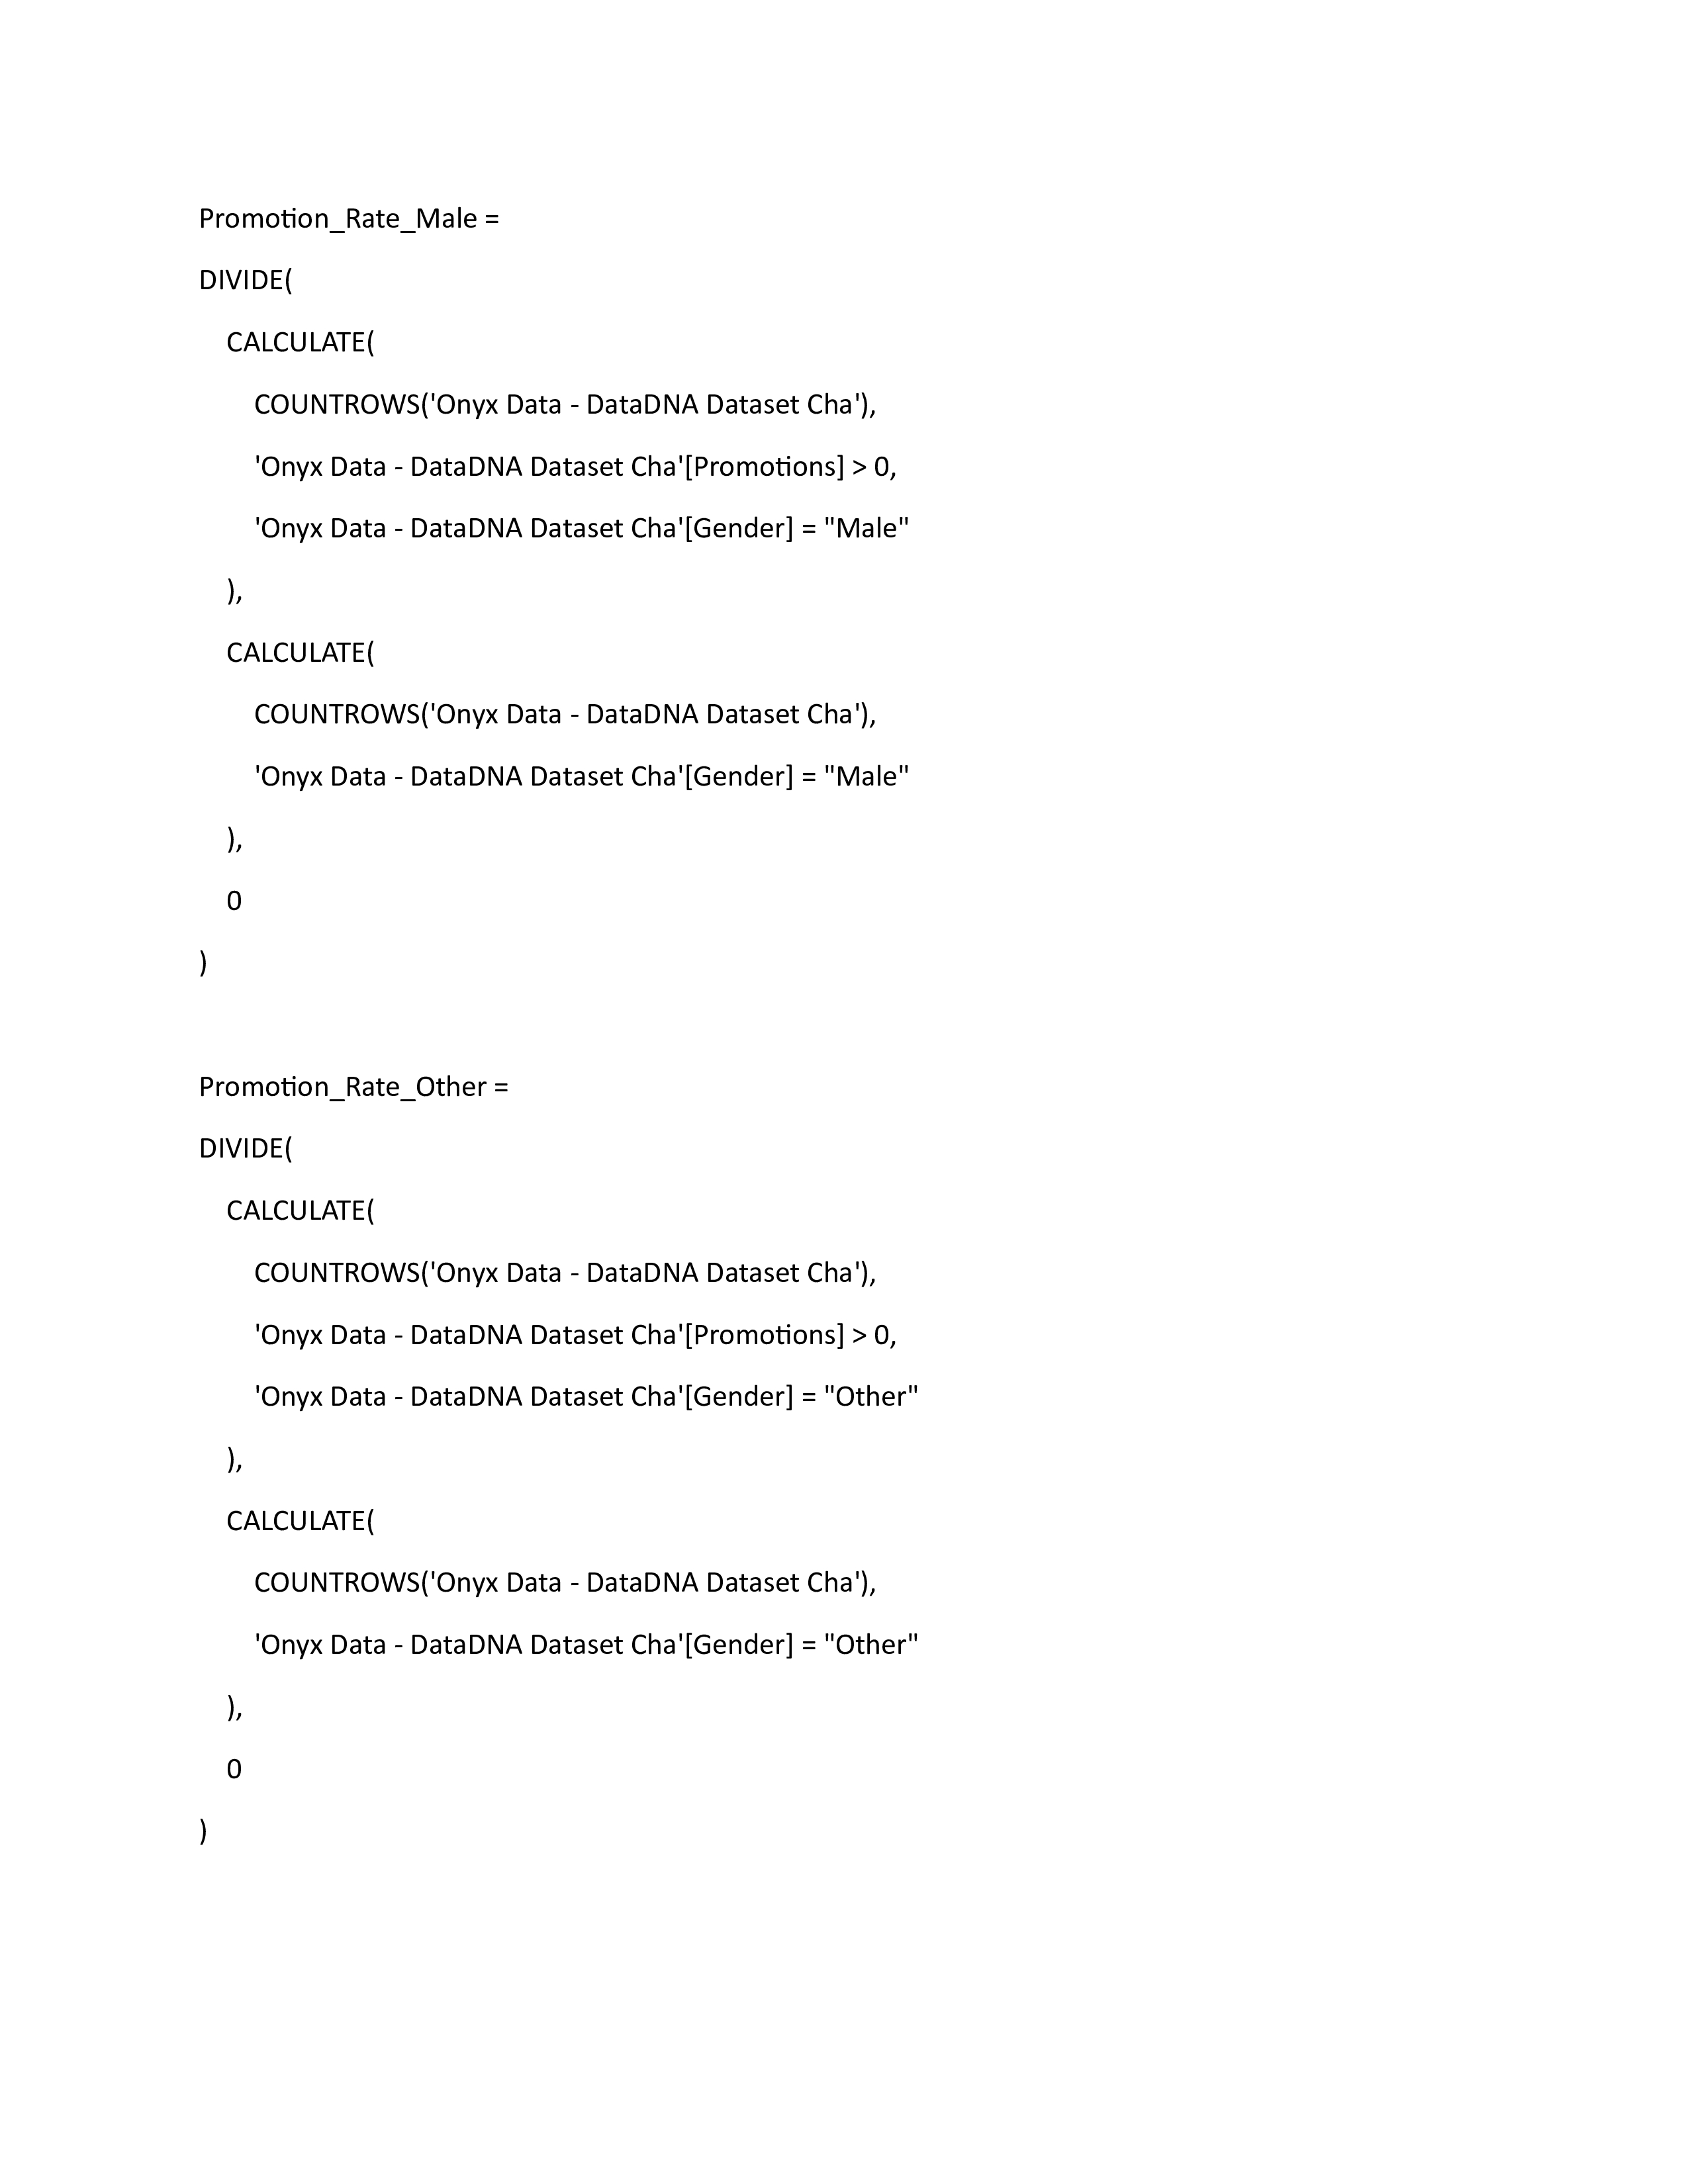 Promotion_Rate_Male =
DIVIDE(
CALCULATE(
COUNTROWS('Onyx Data - DataDNA Dataset Cha'),
'Onyx Data - DataDNA Dataset Cha'[Promotions] > 0,
'Onyx Data - DataDNA Dataset Cha'[Gender] = "Male"
),
CALCULATE(
COUNTROWS('Onyx Data - DataDNA Dataset Cha'),
'Onyx Data - DataDNA Dataset Cha'[Gender] = "Male"
),
0
)
Promotion_Rate_Other =
DIVIDE(
CALCULATE(
COUNTROWS('Onyx Data - DataDNA Dataset Cha'),
'Onyx Data - DataDNA Dataset Cha'[Promotions] > 0,
'Onyx Data - DataDNA Dataset Cha'[Gender] = "Other"
),
CALCULATE(
COUNTROWS('Onyx Data - DataDNA Dataset Cha'),
'Onyx Data - DataDNA Dataset Cha'[Gender] = "Other"
),
0
)